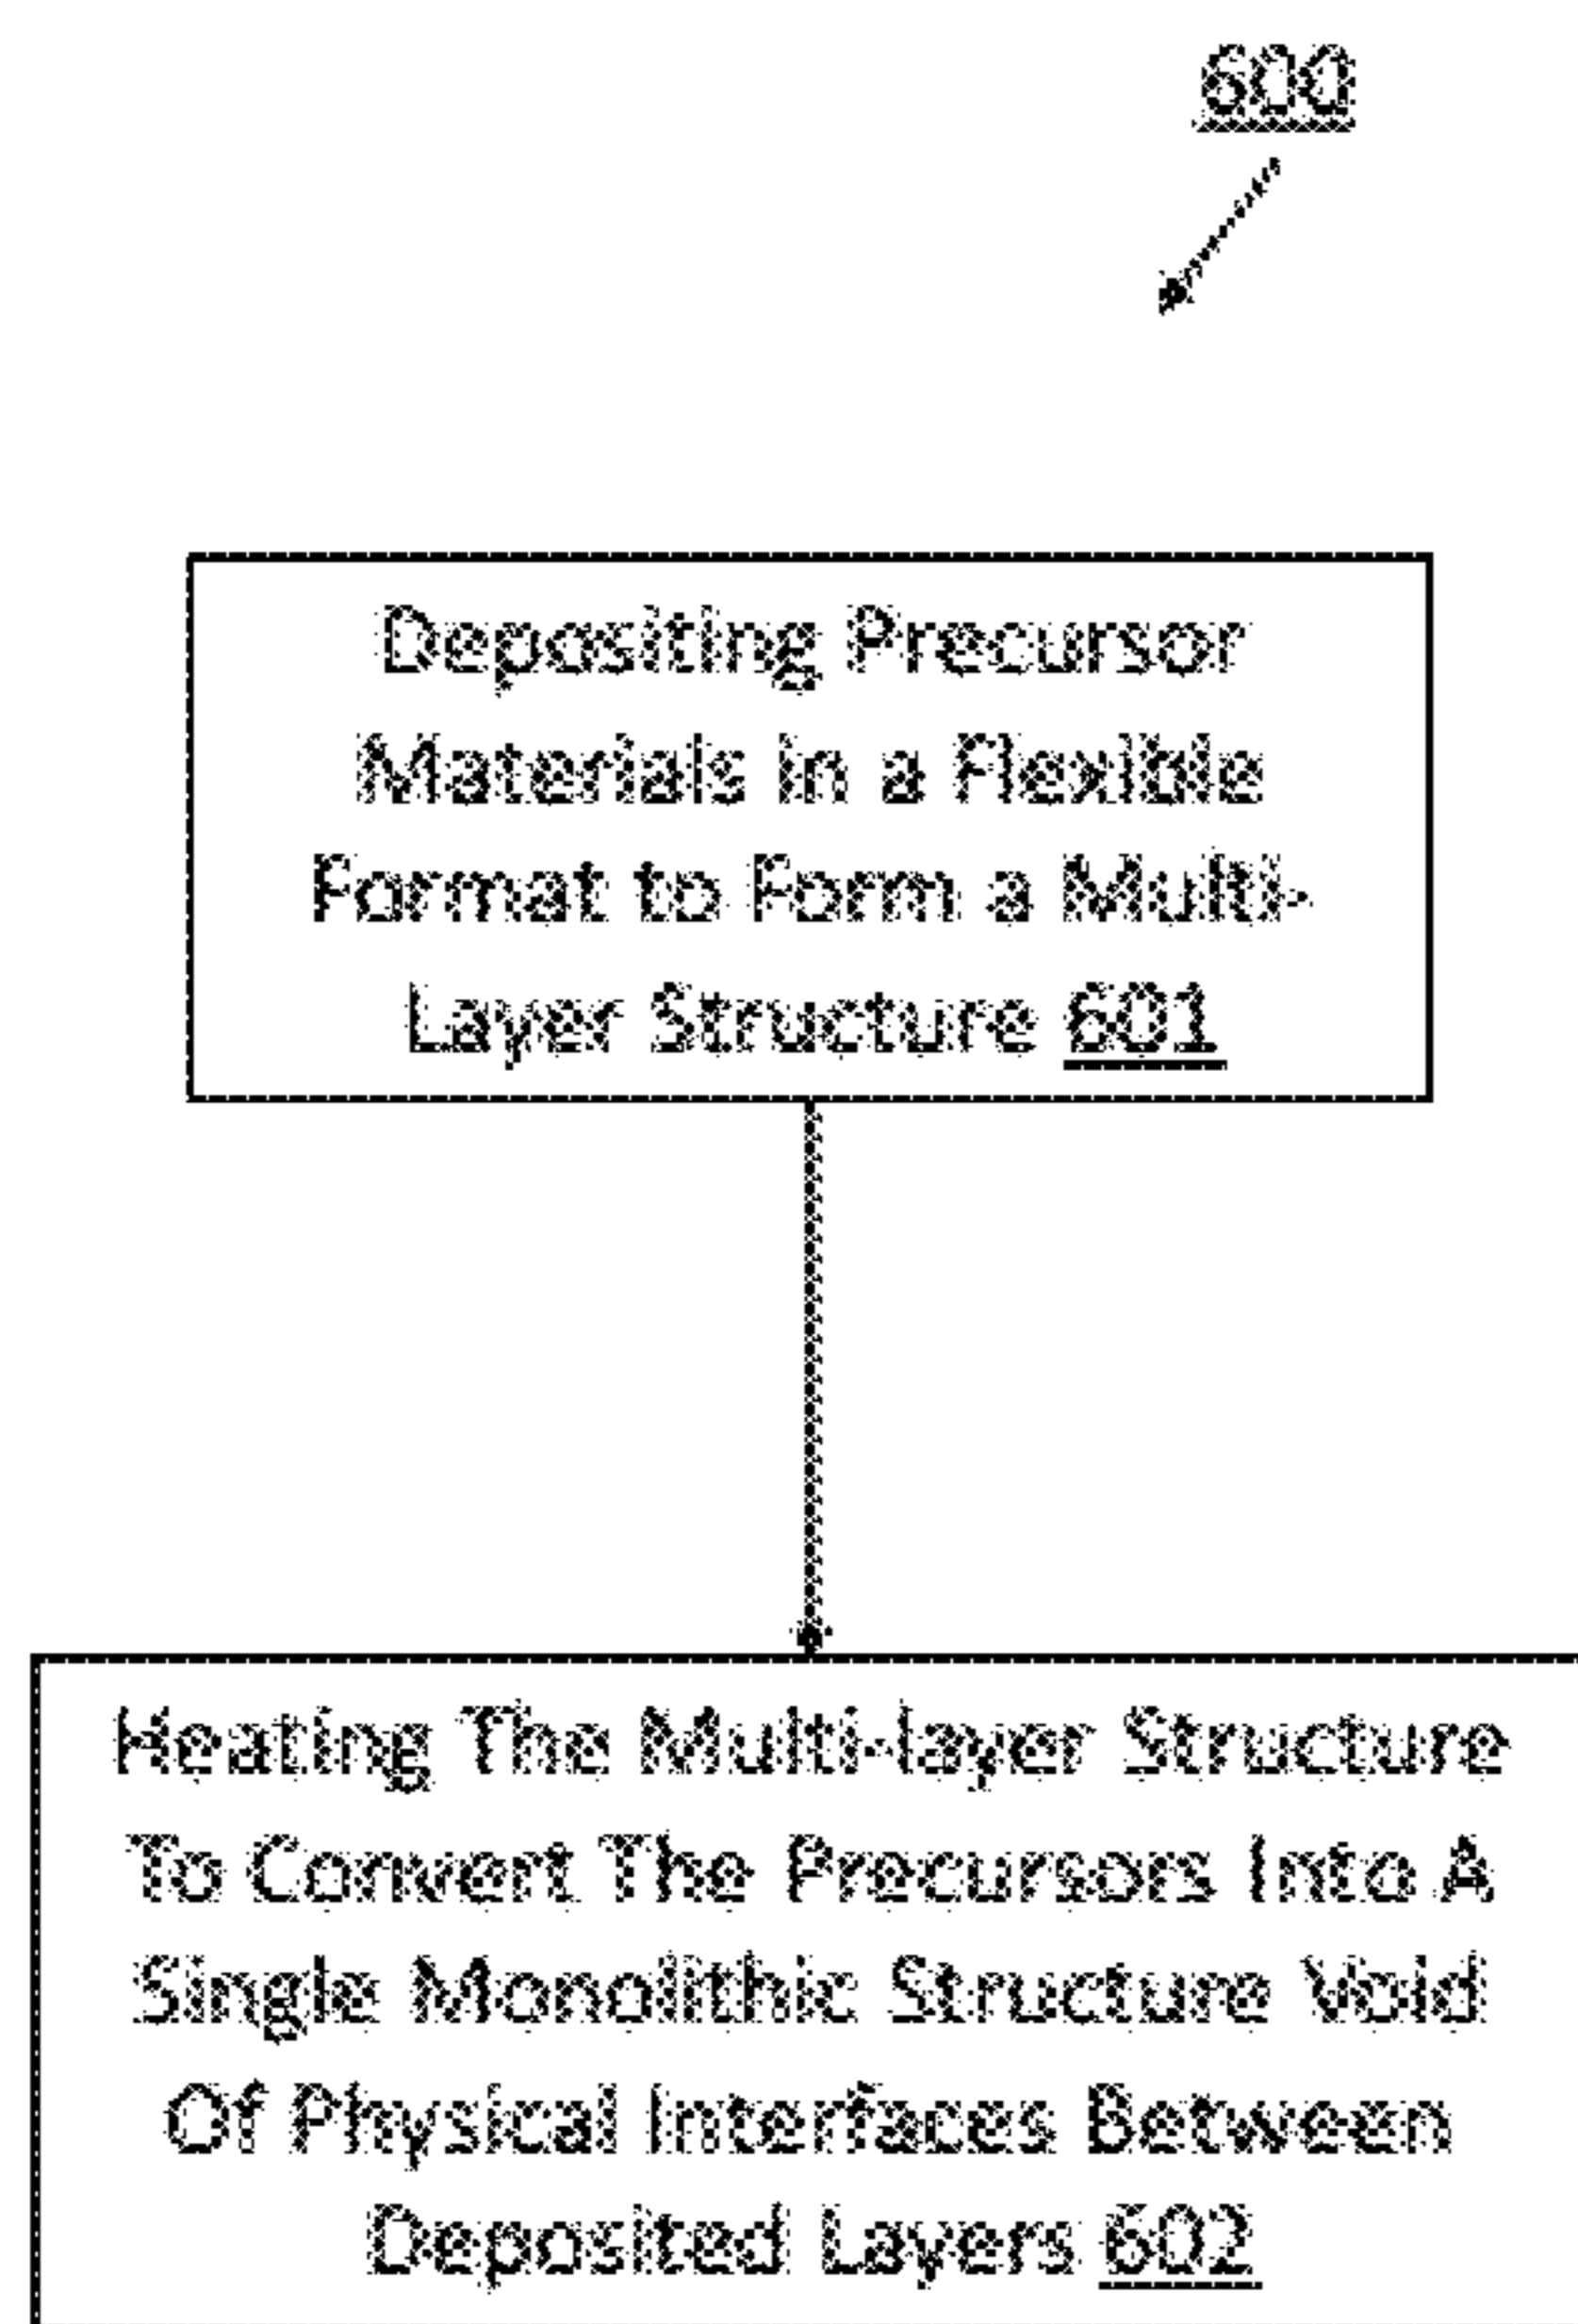 600
Depositing Precursor
Materials in a Flexible
Format to Form a Multi-
Layer Structure 601
Heating The Multi-layer Structure
To Convert The Precursors Into A
Single Monolithic Structure Void
Of Physical Interfaces Between
Deposited Layers 602